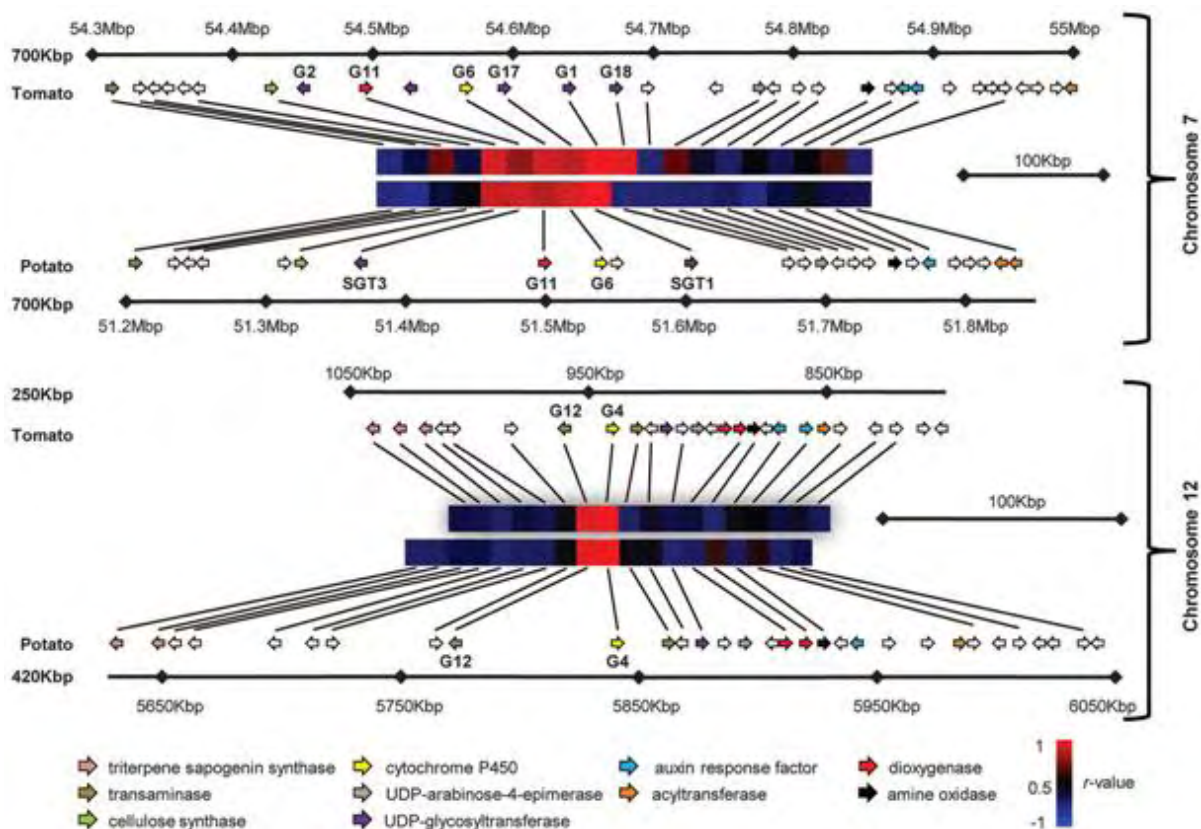 54.3Mbp 54.4Mbp 54.5Mbp 54.6Mbp 54.7Mbp 54.8Mbp 54.9Mbp 55Mbp
700Kbp
G2 G11 G6 G17 G1 G18
Tomato
100Kbp
Chromosome 7
Potato
SGT3 G11 G6 SGT1
700Kbp
51.2Mbp 51.3Mbp 51.4Mbp 51.5Mbp 51.6Mbp 51.7Mbp 51.8Mbp
1050Kbp 950Kbp 850Kbp
250Kbp
G12 G4
Tomato
100Kbp
Chromosome 12
Potato
G12 G4
420Kbp
5650Kbp 5750Kbp 5850Kbp 5950Kbp 6050Kbp
triterpene sapogenin synthase cytochrome P450 auxin response factor dioxygenase
transaminase UDP-arabinose-4-epimerase acyltransferase amine oxidase
cellulose synthase UDP-glycosyltransferase
1
0.5 r-value
-1